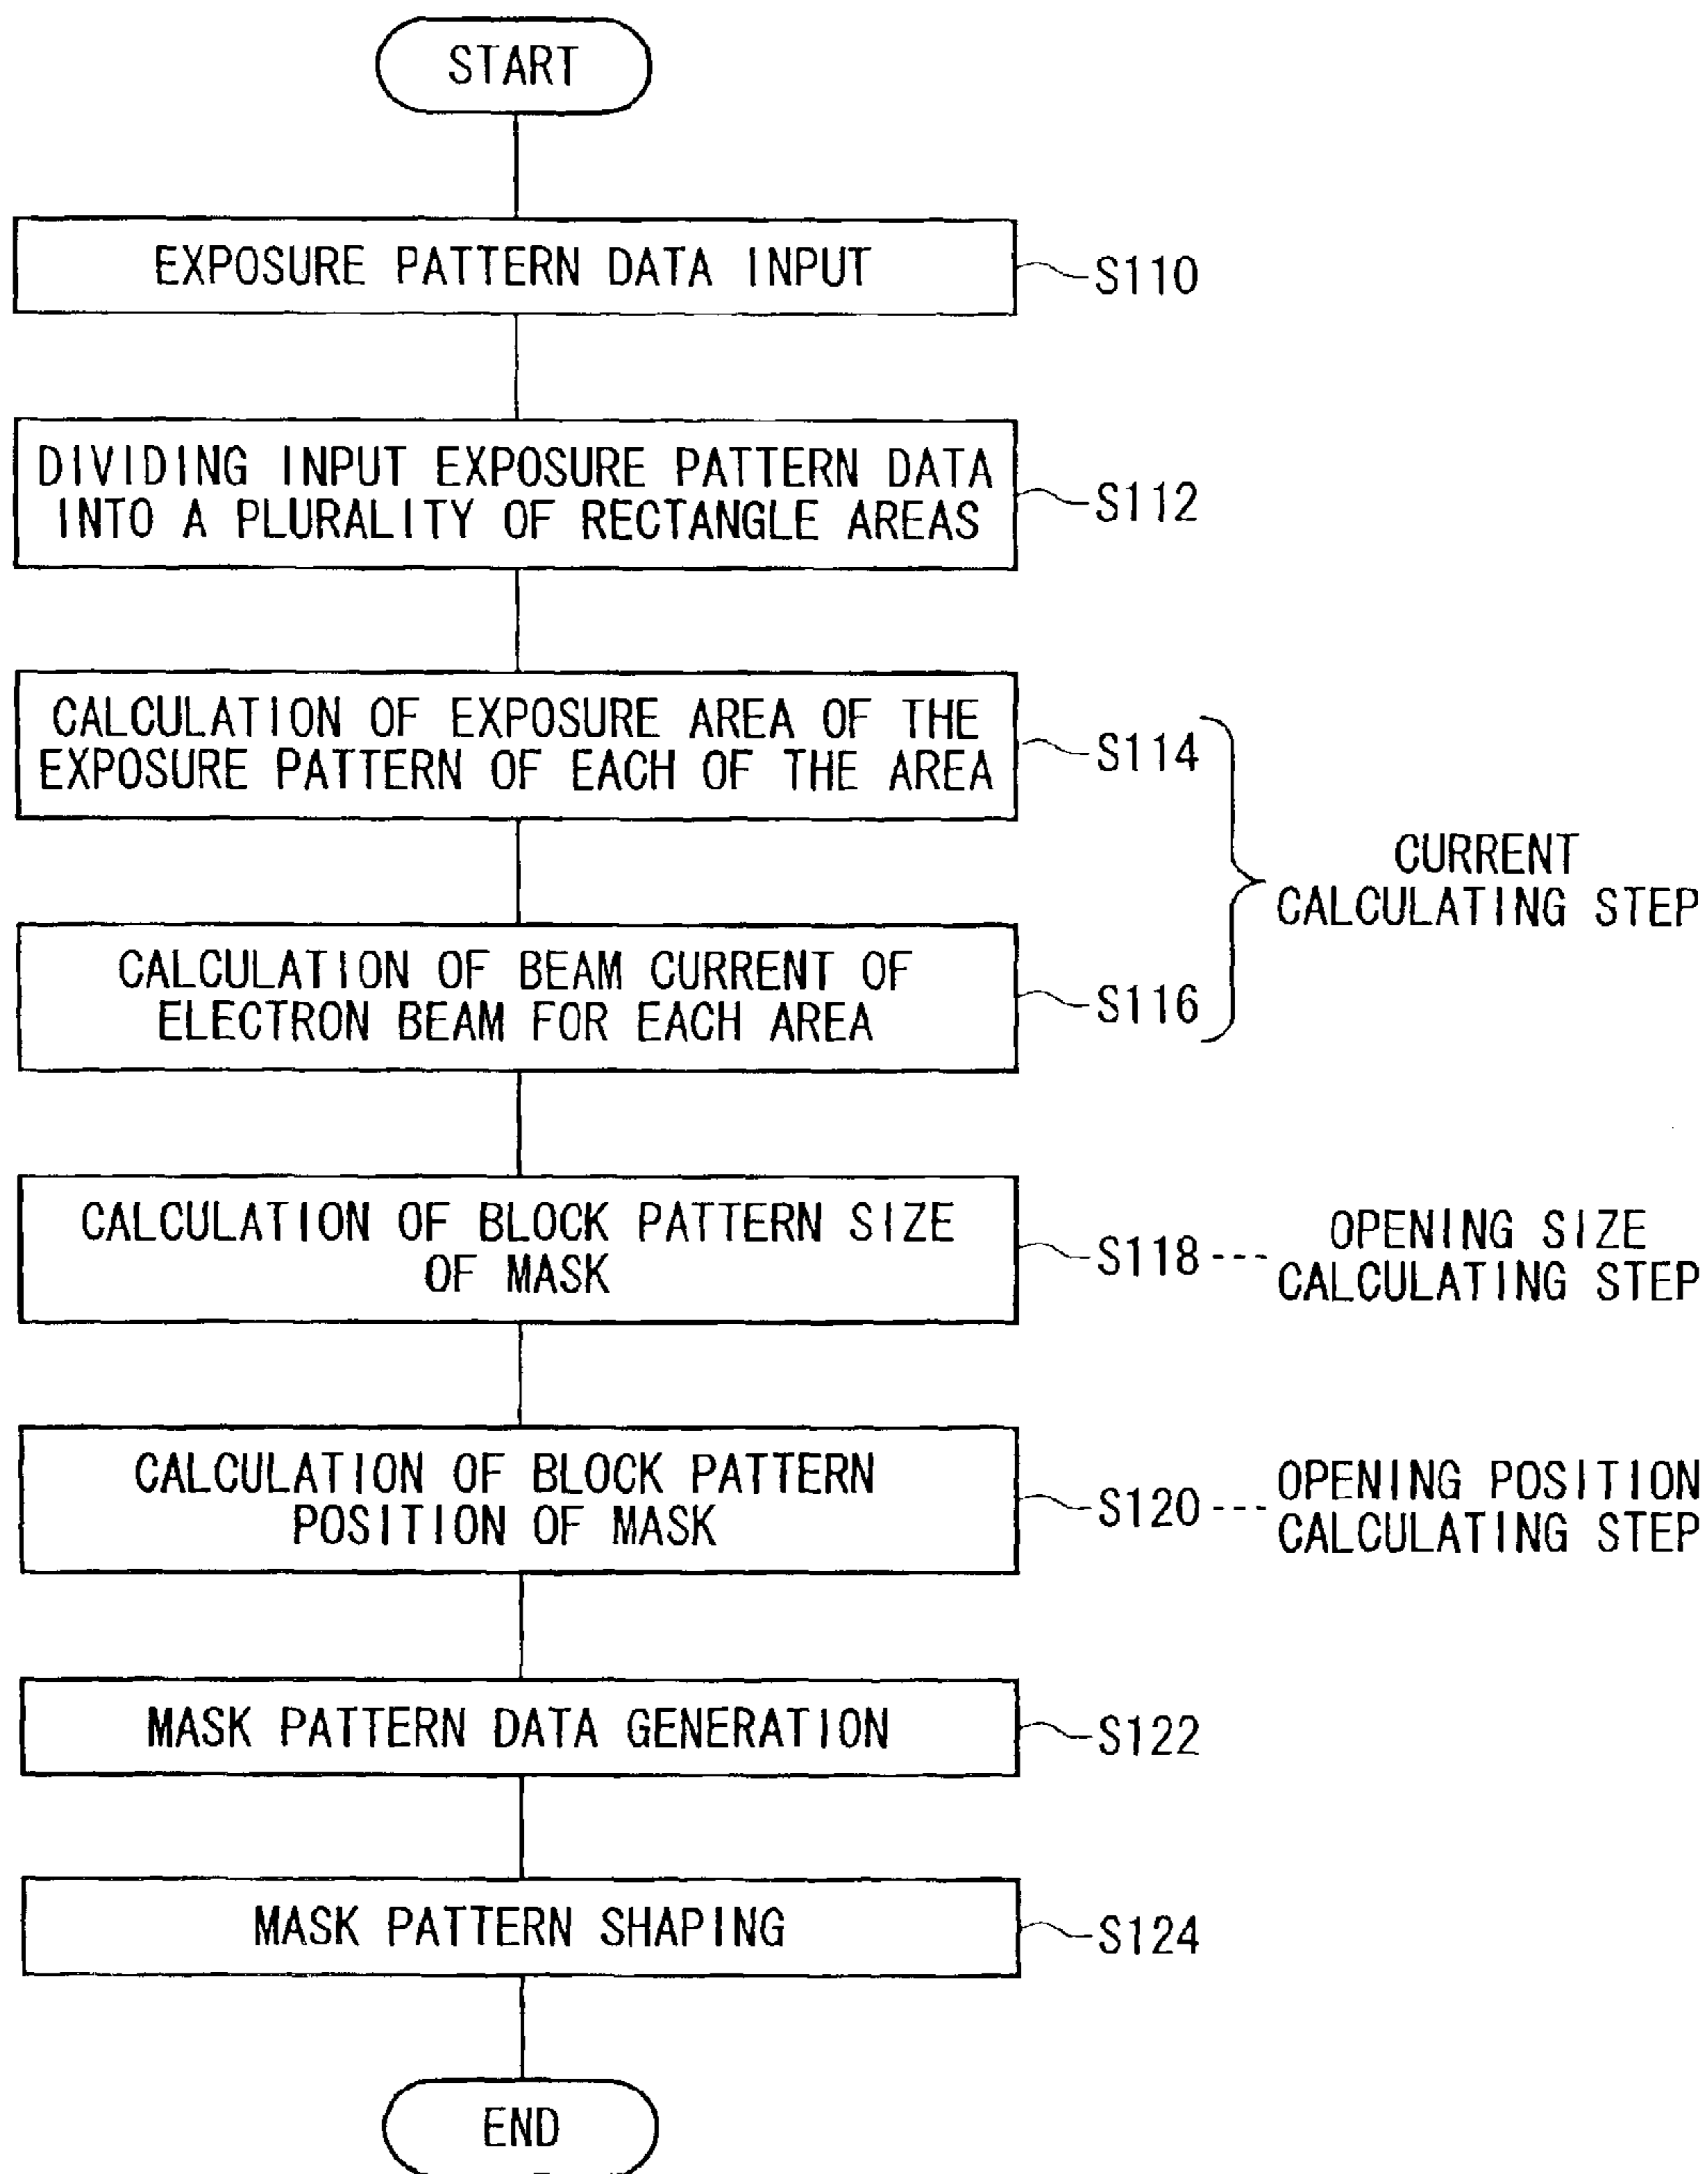 START
EXPOSURE PATTERN DATA INPUT
S110
DIVIDING INPUT EXPOSURE PATTERN DATA
INTO A PLURALITY OF RECTANGLE AREAS
S112
CALCULATION OF EXPOSURE AREA OF THE
EXPOSURE PATTERN OF EACH OF THE AREA
S114
CURRENT
CALCULATING STEP
CALCULATION OF BEAM CURRENT OF
ELECTRON BEAM FOR EACH AREA
S116
CALCULATION OF BLOCK PATTERN SIZE
OF MASK
S118
OPENING SIZE
CALCULATING STEP
CALCULATION OF BLOCK PATTERN
POSITION OF MASK
S120
OPENING POSITION
CALCULATING STEP
MASK PATTERN DATA GENERATION
S122
MASK PATTERN SHAPING
S124
END